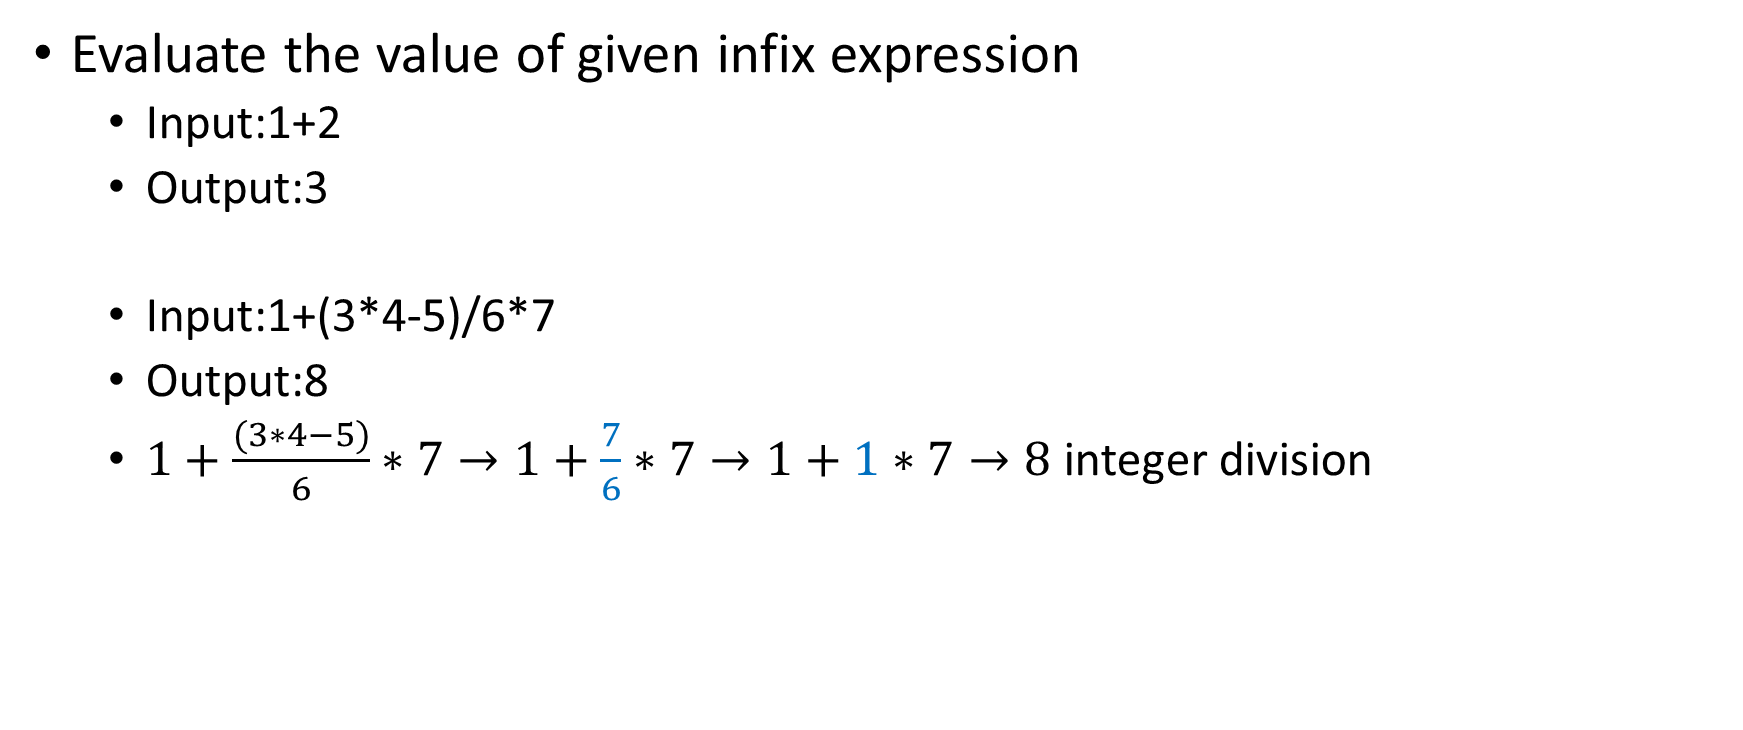 • Evaluate the value of given infix expression
• Input:1+2
• Output:3
• Input:1+(3*4-5)/6*7
• Output:8
• 1 + (3∗4−5)/6 ∗ 7 → 1 + 7/6 ∗ 7 → 1 + 1 ∗ 7 → 8 integer division